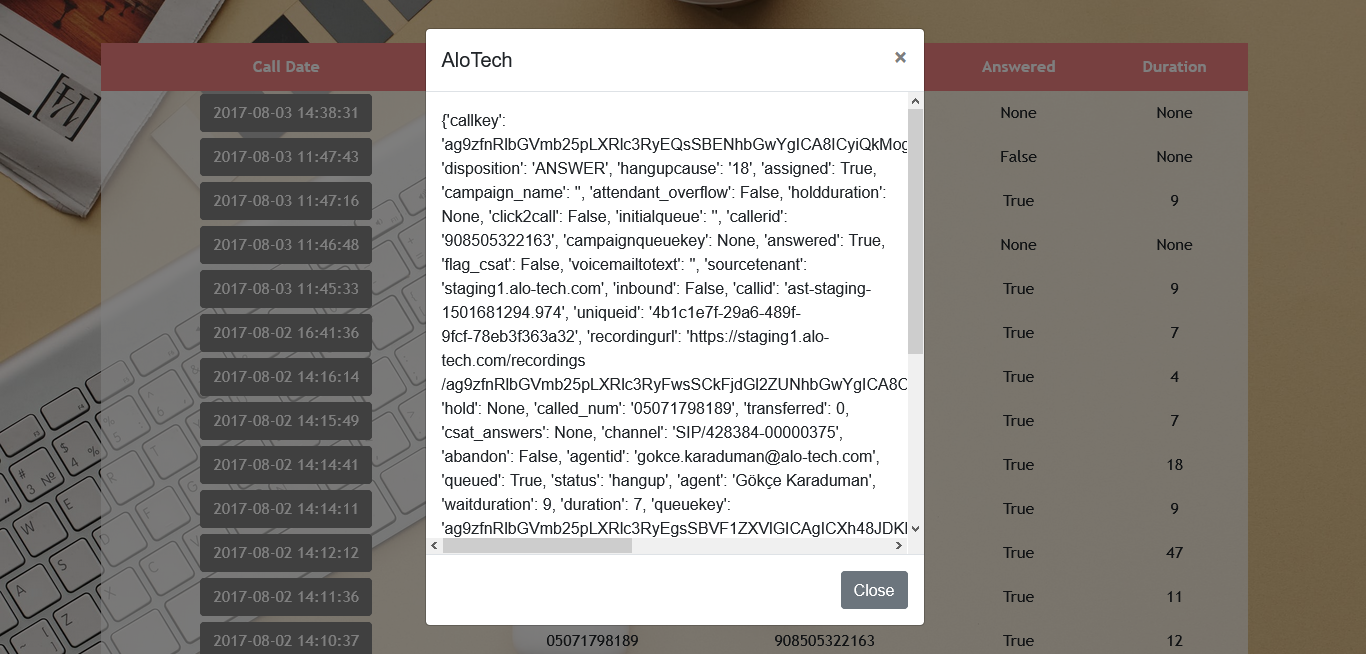 AloTech ×
Call Date Answered Duration
{'callkey':
'ag9zfnRlbGVmb25pLXRlc3RyEQsSBENhbGwYgICA8ICyiQkMog
'disposition': 'ANSWER', 'hangupcause': '18', 'assigned': True,
'campaign_name': '', 'attendant_overflow': False, 'holdduration':
None, 'click2call': False, 'initialqueue': '', 'callerid':
'908505322163', 'campaignqueuekey': None, 'answered': True,
'flag_csat': False, 'voicemailtotext': '', 'sourcetenant':
'staging1.alo-tech.com', 'inbound': False, 'callid': 'ast-staging-
1501681294.974', 'uniqueid': '4b1c1e7f-29a6-489f-
9fcf-78eb3f363a32', 'recordingurl': 'https://staging1.alo-
tech.com/recordings
/ag9zfnRlbGVmb25pLXRlc3RyFwsSCkFjdGl2ZUNhbGwYgICA8C
'hold': None, 'called_num': '05071798189', 'transferred': 0,
'csat_answers': None, 'channel': 'SIP/428384-00000375',
'abandon': False, 'agentid': 'gokce.karaduman@alo-tech.com',
'queued': True, 'status': 'hangup', 'agent': 'Gökçe Karaduman',
'waitduration': 9, 'duration': 7, 'queuekey':
'ag9zfnRlbGVmb25pLXRlc3RyEgsSBVF1ZXVlGICAgICXh48JDKI
Close
2017-08-03 14:38:31 None None
2017-08-03 11:47:43 False None
2017-08-03 11:47:16 True 9
2017-08-03 11:46:48 None None
2017-08-03 11:45:33 True 9
2017-08-02 16:41:36 True 7
2017-08-02 14:16:14 True 4
2017-08-02 14:15:49 True 7
2017-08-02 14:14:41 True 18
2017-08-02 14:14:11 True 9
2017-08-02 14:12:12 True 47
2017-08-02 14:11:36 True 11
2017-08-02 14:10:37 05071798189 908505322163 True 12